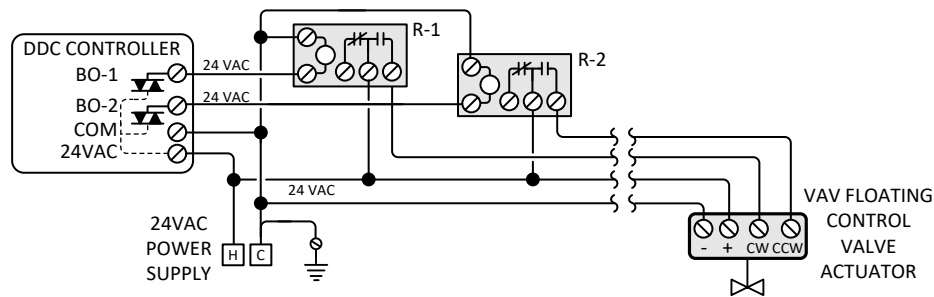 R-1
DDC CONTROLLER
BO-1
24 VAC
R-2
BO-2
24 VAC
COM
24VAC
24 VAC
24VAC
POWER
SUPPLY
H
C
VAV FLOATING
CONTROL
VALVE
ACTUATOR
- + CW CCW